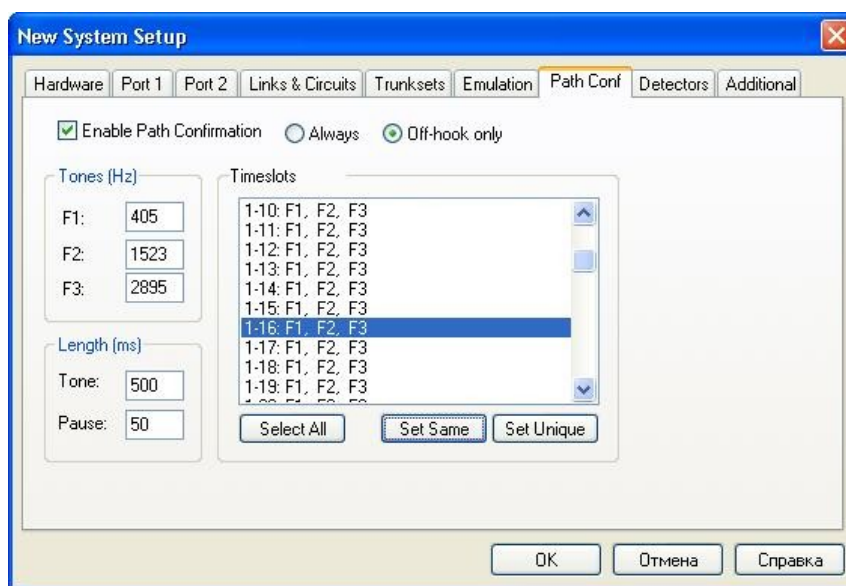 New System Setup
Hardware Port 1 Port 2 Links & Circuits Trunksets Emulation Path Conf Detectors Additional
Enable Path Confirmation Always Off-hook only
Tones (Hz)
F1: 405
F2: 1523
F3: 2895
Length (ms)
Tone: 500
Pause: 50
Timeslots
1-10: F1, F2, F3
1-11: F1, F2, F3
1-12: F1, F2, F3
1-13: F1, F2, F3
1-14: F1, F2, F3
1-15: F1, F2, F3
1-16: F1, F2, F3
1-17: F1, F2, F3
1-18: F1, F2, F3
1-19: F1, F2, F3
Select All Set Same Set Unique
OK Отмена Справка